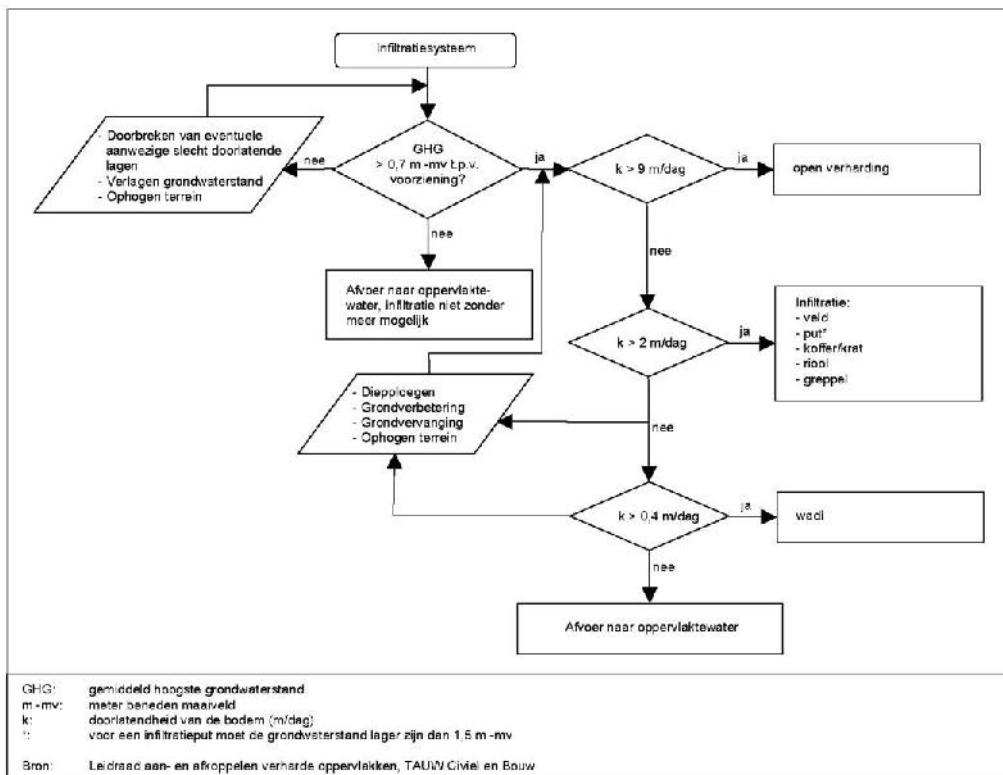 Infiltratiesysteem
- Doorbreken van eventuele
aanwezige slecht doorlatende
lagen
- Verlagen grondwaterstand
- Ophogen terrein
nee
GHG
> 0,7 m -mv t.p.v.
voorziening?
ja
k > 9 m/dag
ja
open verharding
nee
nee
Afvoer naar oppervlakte-
water, infiltratie niet zonder
meer mogelijk
k > 2 m/dag
ja
Infiltratie:
- veld
- put*
- koffer/krat
- riool
- greppel
- Diepploegen
- Grondverbetering
- Grondvervanging
- Ophogen terrein
nee
k > 0,4 m/dag
ja
wadi
nee
Afvoer naar oppervlaktewater
GHG: gemiddeld hoogste grondwaterstand
m -mv: meter beneden maaiveld
k: doorlatendheid van de bodem (m/dag)
*: voor een infiltratieput moet de grondwaterstand lager zijn dan 1,5 m -mv
Bron: Leidraad aan- en afkoppelen verharde oppervlakken, TAUW Civiel en Bouw